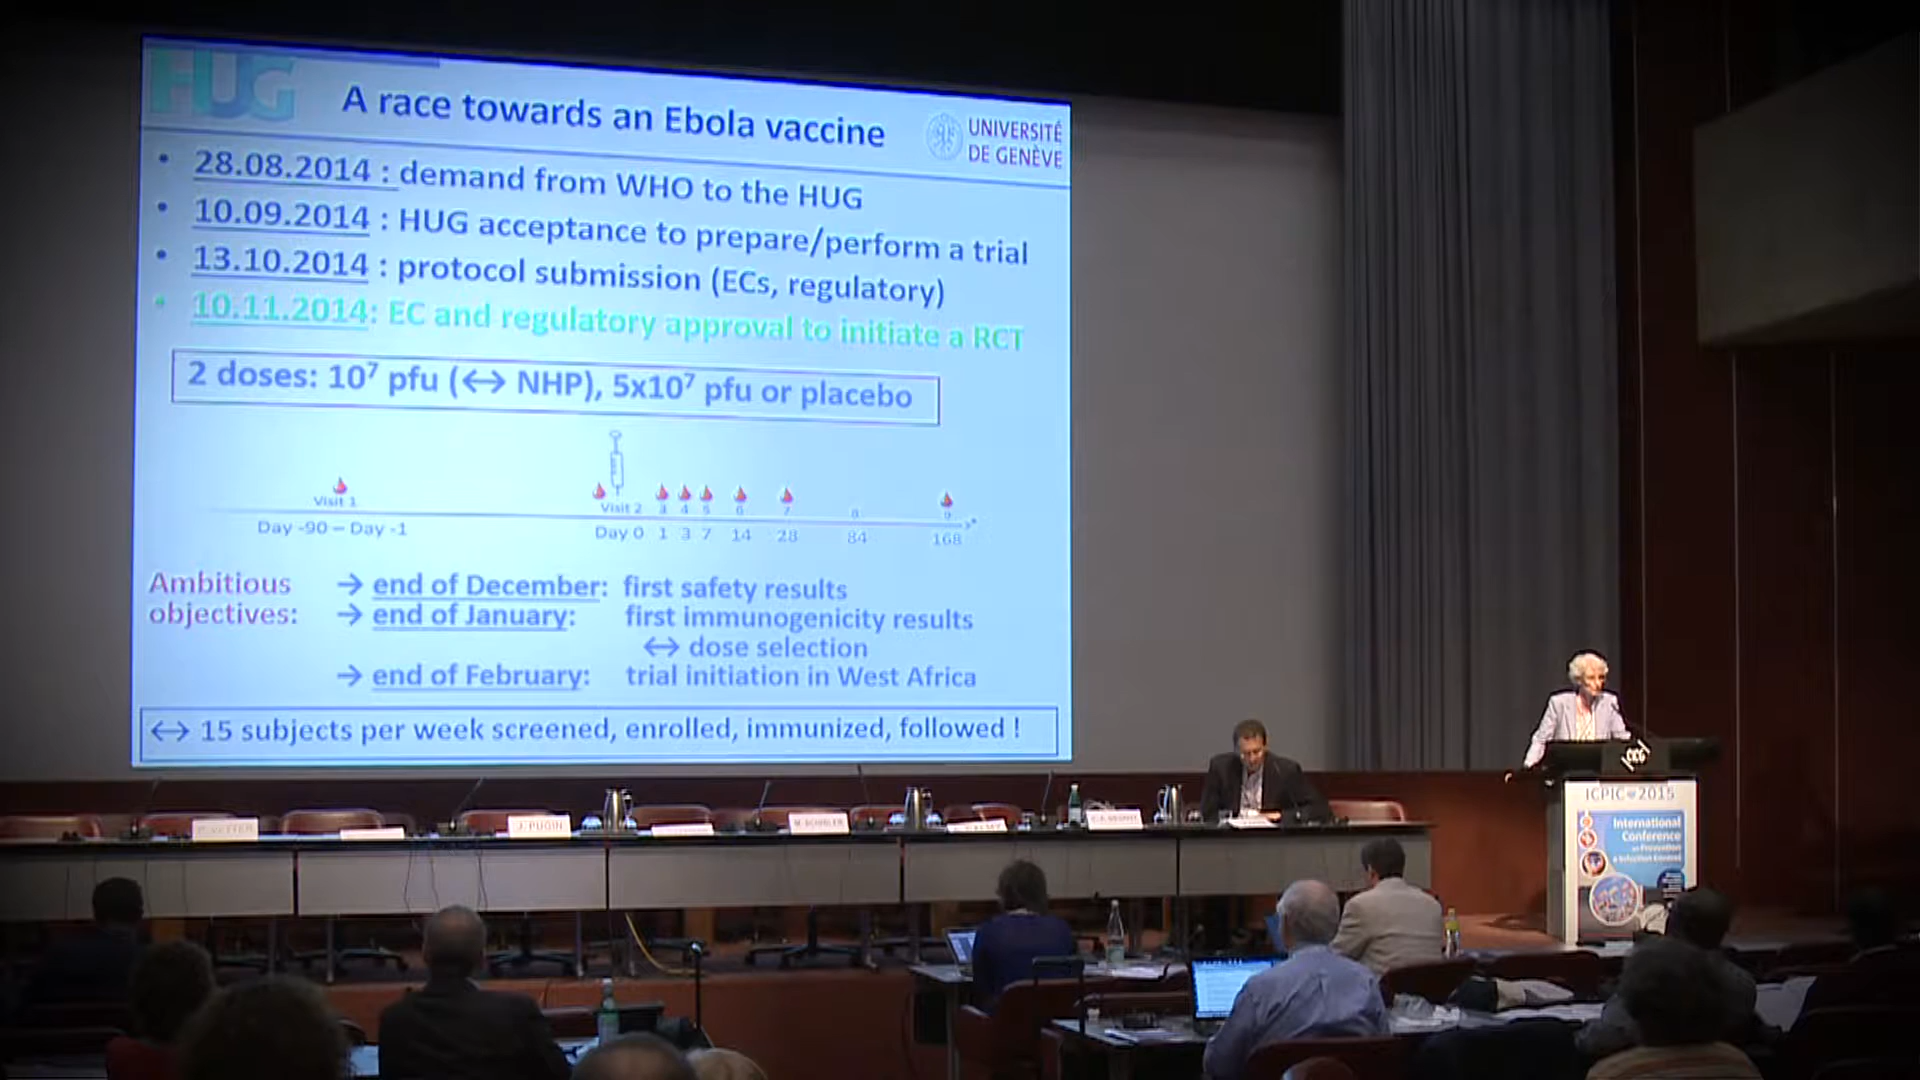 HUG
A race towards an Ebola vaccine
UNIVERSITÉ
DE GENÈVE
• 28.08.2014 : demand from WHO to the HUG
• 10.09.2014 : HUG acceptance to prepare/perform a trial
• 13.10.2014 : protocol submission (ECs, regulatory)
• 10.11.2014: EC and regulatory approval to initiate a RCT
2 doses: 10⁷ pfu (↔ NHP), 5x10⁷ pfu or placebo
Visit 1 Visit 2 3 4 5 6 7 8 9
Day -90 – Day -1 Day 0 1 3 7 14 28 84 168
Ambitious → end of December: first safety results
objectives: → end of January: first immunogenicity results
↔ dose selection
→ end of February: trial initiation in West Africa
↔ 15 subjects per week screened, enrolled, immunized, followed !
J. PUGIN
CICG
ICPIC 2015
International
Conference
on Prevention
& Infection Control